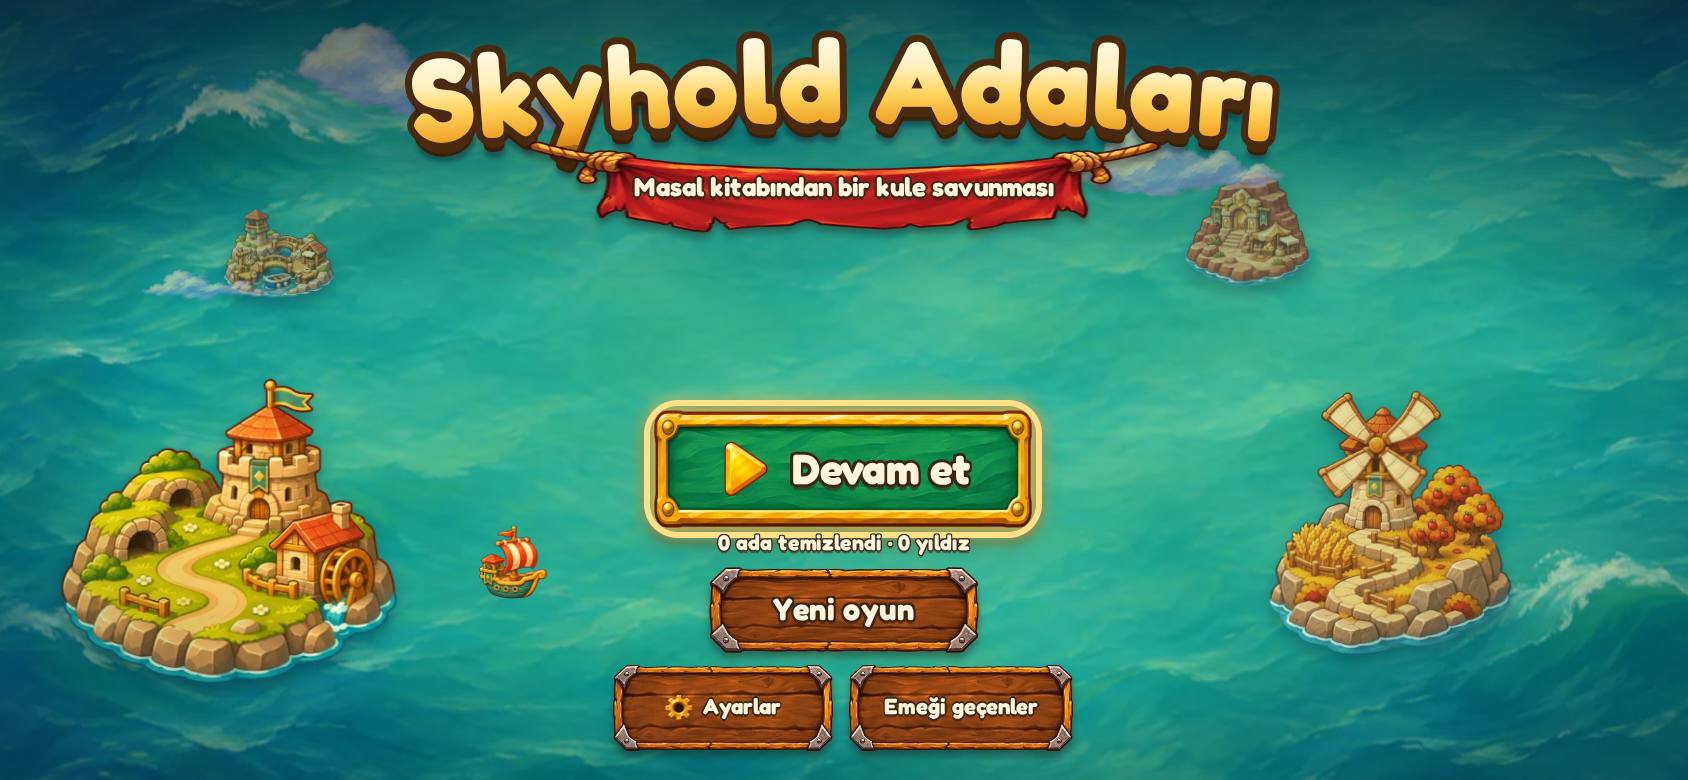 Skyhold Adaları
Masal kitabından bir kule savunması
Devam et
0 ada temizlendi · 0 yıldız
Yeni oyun
Ayarlar
Emeği geçenler